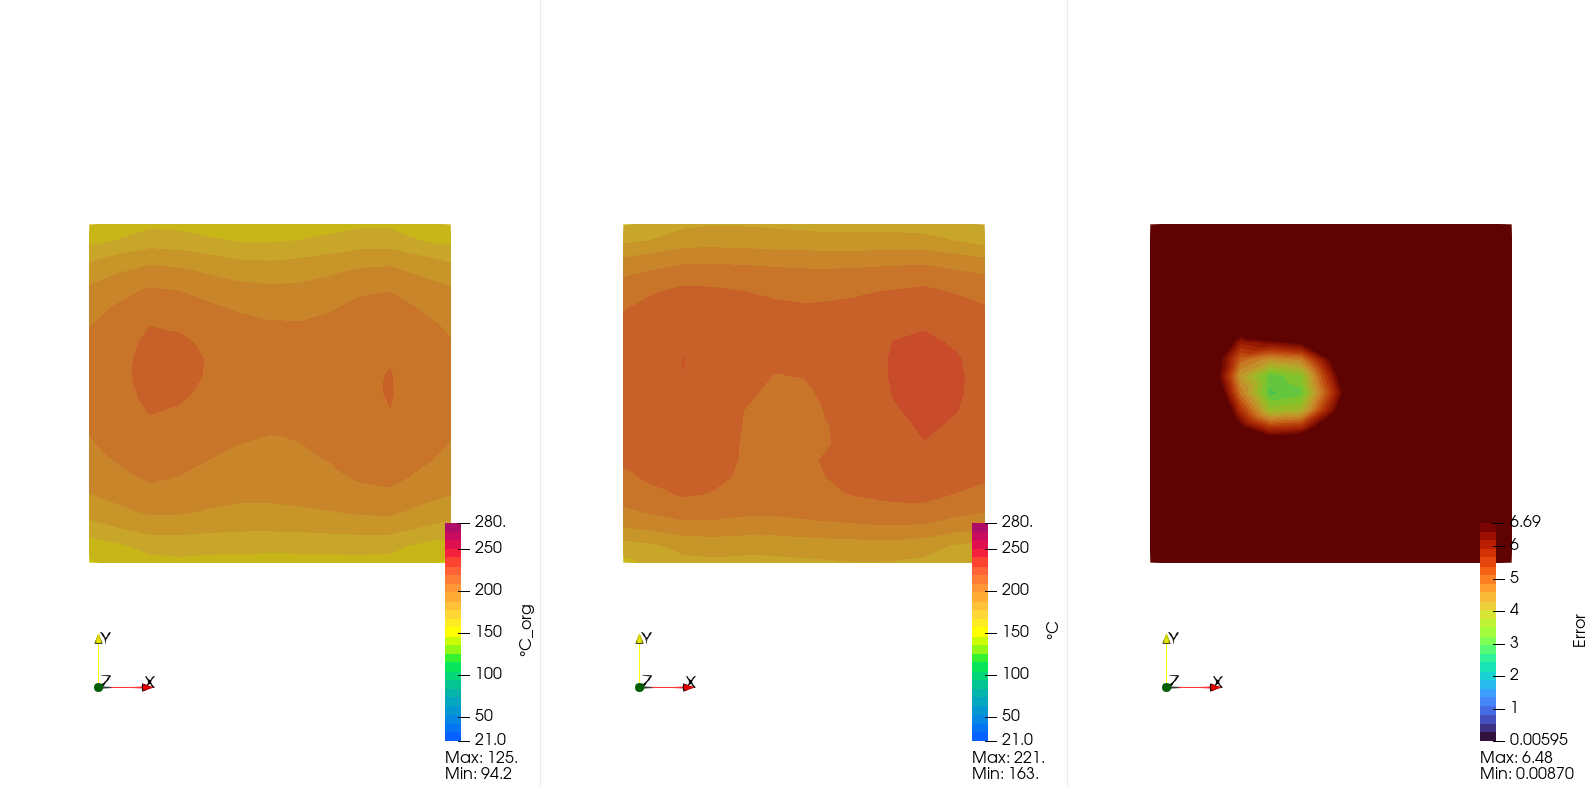 280.
250
200
150
100
50
21.0
°C_org
Max: 125.
Min: 94.2
Y
Z
X
280.
250
200
150
100
50
21.0
°C
Max: 221.
Min: 163.
Y
Z
X
6.69
6
5
4
3
2
1
0.00595
Error
Max: 6.48
Min: 0.00870
Y
Z
X